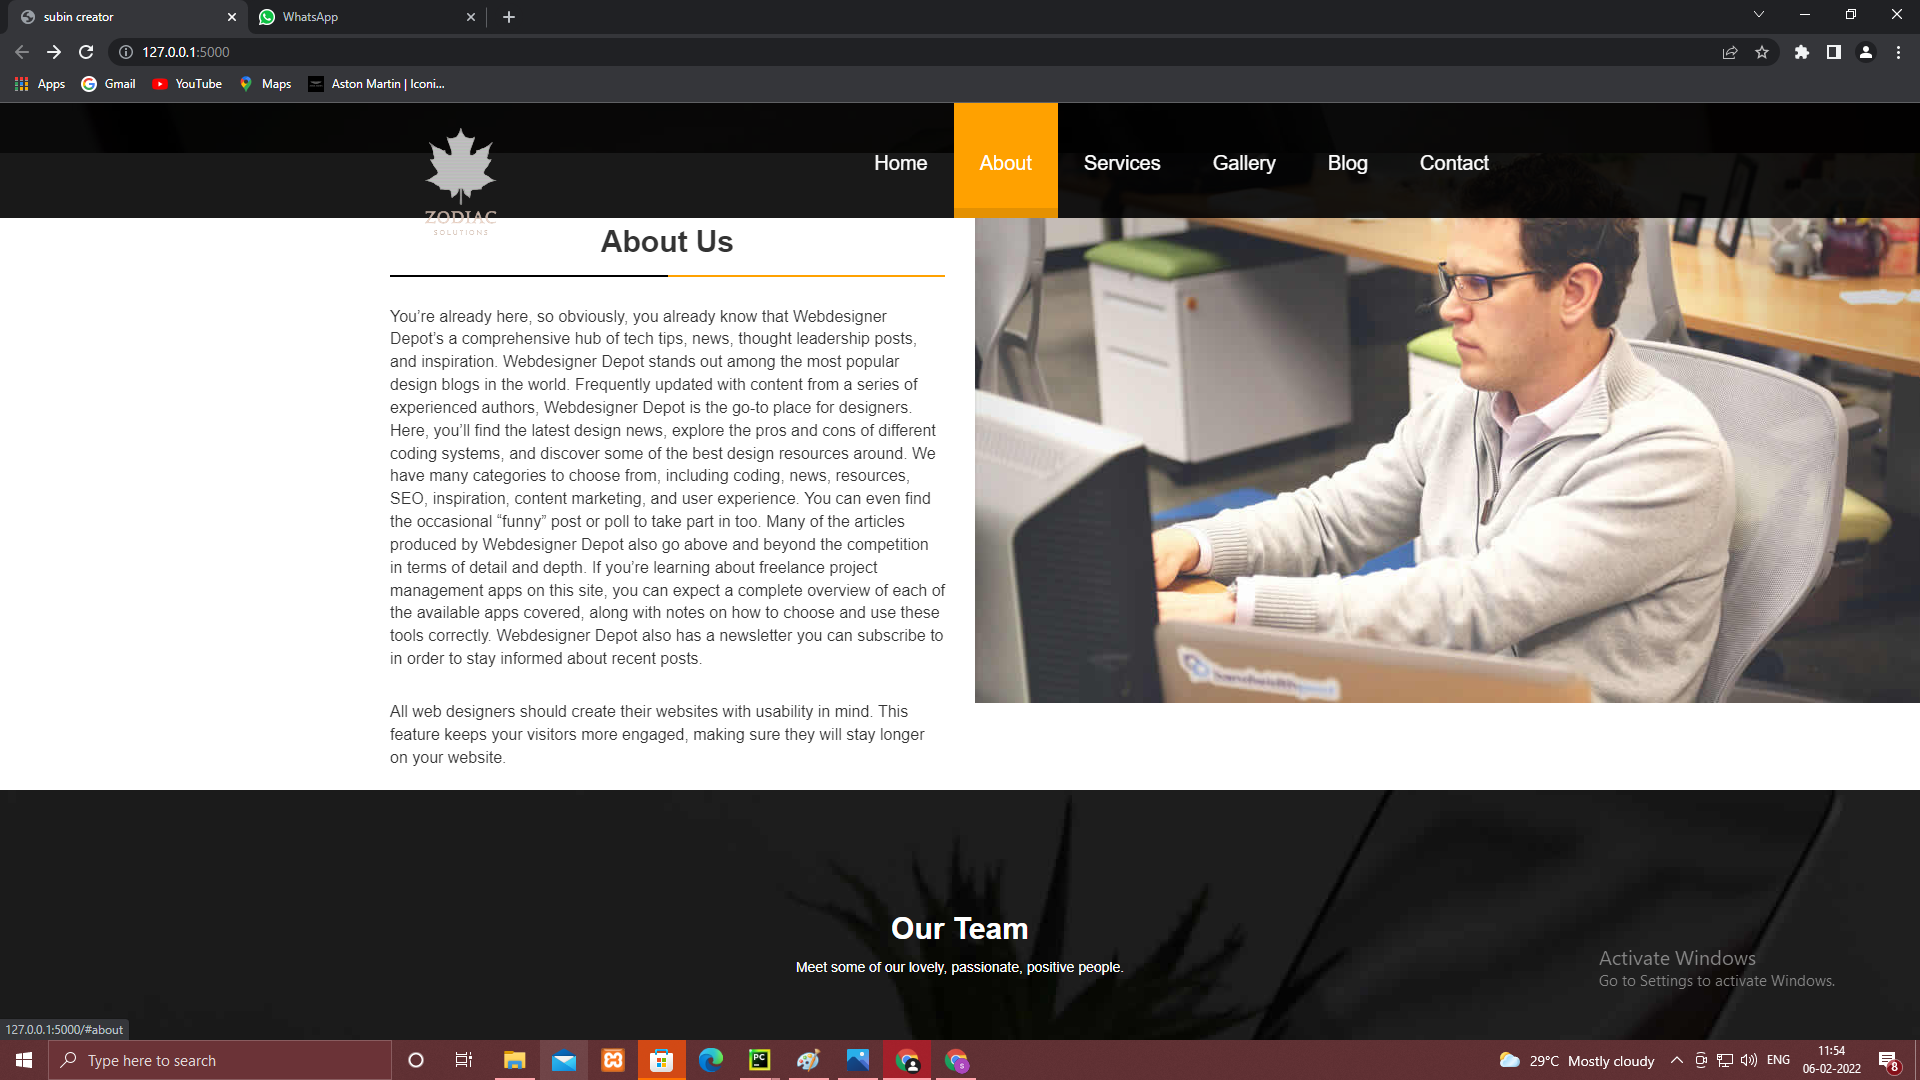 subin creator
WhatsApp
127.0.0.1:5000
Apps
Gmail
YouTube
Maps
Aston Martin | Iconi...
ZODIAC
SOLUTIONS
Home
About
Services
Gallery
Blog
Contact
About Us
You’re already here, so obviously, you already know that Webdesigner
Depot’s a comprehensive hub of tech tips, news, thought leadership posts,
and inspiration. Webdesigner Depot stands out among the most popular
design blogs in the world. Frequently updated with content from a series of
experienced authors, Webdesigner Depot is the go-to place for designers.
Here, you’ll find the latest design news, explore the pros and cons of different
coding systems, and discover some of the best design resources around. We
have many categories to choose from, including coding, news, resources,
SEO, inspiration, content marketing, and user experience. You can even find
the occasional “funny” post or poll to take part in too. Many of the articles
produced by Webdesigner Depot also go above and beyond the competition
in terms of detail and depth. If you’re learning about freelance project
management apps on this site, you can expect a complete overview of each of
the available apps covered, along with notes on how to choose and use these
tools correctly. Webdesigner Depot also has a newsletter you can subscribe to
in order to stay informed about recent posts.
All web designers should create their websites with usability in mind. This
feature keeps your visitors more engaged, making sure they will stay longer
on your website.
Our Team
Meet some of our lovely, passionate, positive people.
Activate Windows
Go to Settings to activate Windows.
127.0.0.1:5000/#about
Type here to search
PC
S
29°C Mostly cloudy
ENG
11:54
06-02-2022
8